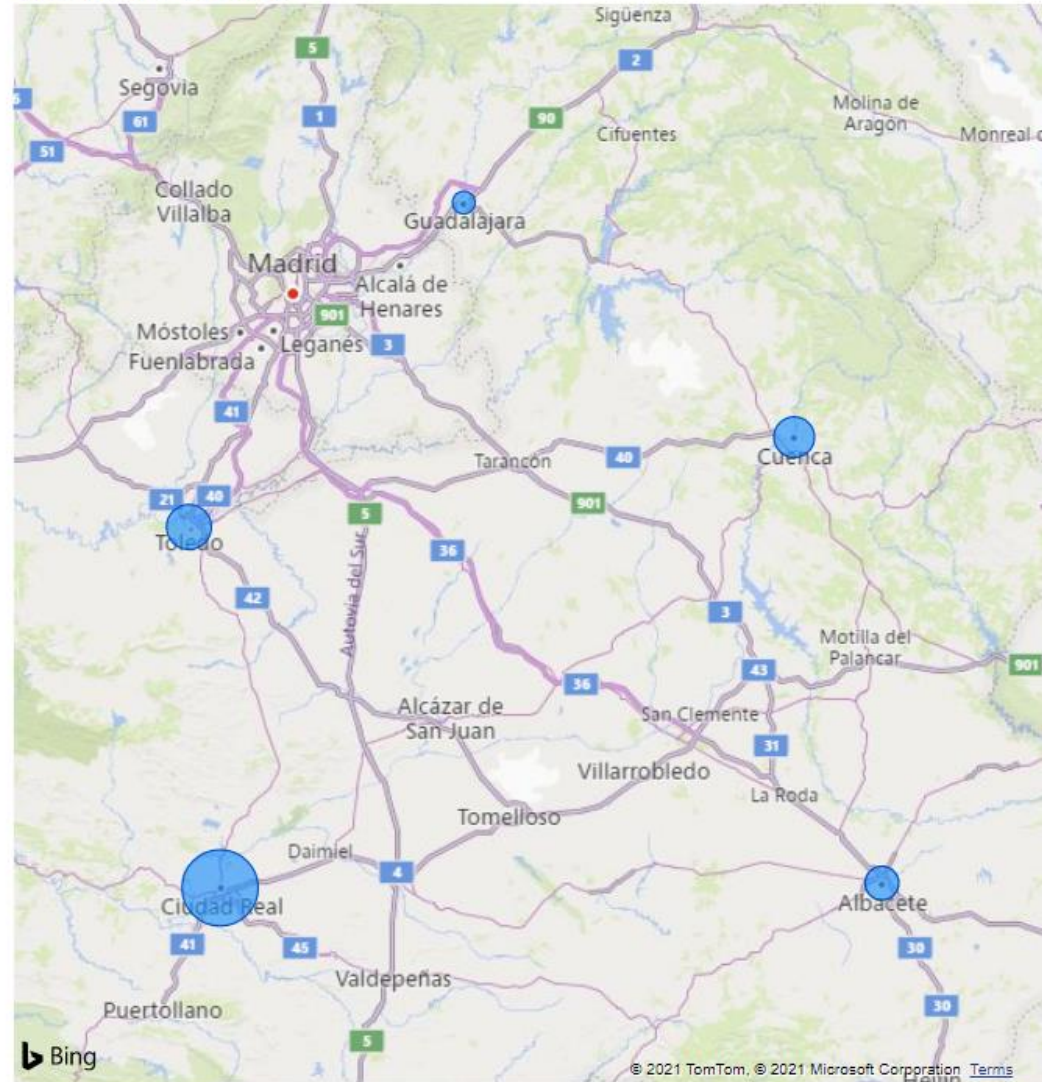 Sigüenza
5
2
Segovia
1
90
Molina de
Aragón
61
Cifuentes
Monreal
51
Collado
Villalba
Guadalajara
Madrid
Alcalá de
Henares
901
Móstoles
Leganés
3
Fuenlabrada
41
Tarancón
40
Cuenca
21
40
901
5
Toledo
36
Autovía del Sur
42
3
Motilla del
Palancar
43
901
36
Alcázar de
San Juan
San Clemente
31
Villarrobledo
La Roda
Tomelloso
Daimiel
4
Ciudad Real
Albacete
41
45
30
Valdepeñas
Puertollano
30
5
Bing
© 2021 TomTom, © 2021 Microsoft Corporation Terms